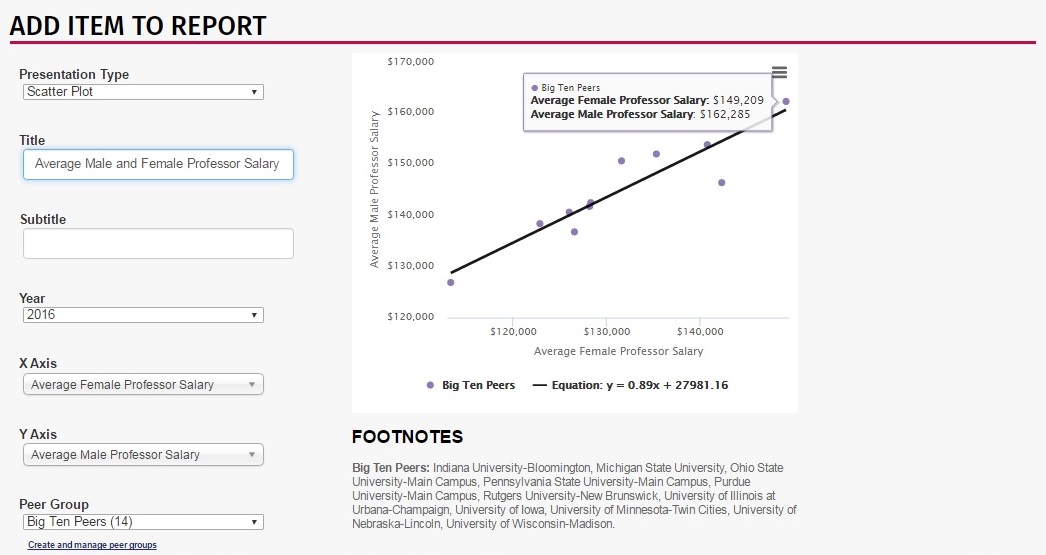 ADD ITEM TO REPORT
Presentation Type
Scatter Plot
Title
Average Male and Female Professor Salary
Subtitle
Year
2016
X Axis
Average Female Professor Salary
Y Axis
Average Male Professor Salary
Peer Group
Big Ten Peers (14)
Create and manage peer groups
$170,000
$160,000
$150,000
$140,000
$130,000
$120,000
Average Male Professor Salary
Big Ten Peers
Average Female Professor Salary: $149,209
Average Male Professor Salary: $162,285
$120,000 $130,000 $140,000
Average Female Professor Salary
Big Ten Peers Equation: y = 0.89x + 27981.16
FOOTNOTES
Big Ten Peers: Indiana University-Bloomington, Michigan State University, Ohio State
University-Main Campus, Pennsylvania State University-Main Campus, Purdue
University-Main Campus, Rutgers University-New Brunswick, University of Illinois at
Urbana-Champaign, University of Iowa, University of Minnesota-Twin Cities, University of
Nebraska-Lincoln, University of Wisconsin-Madison.